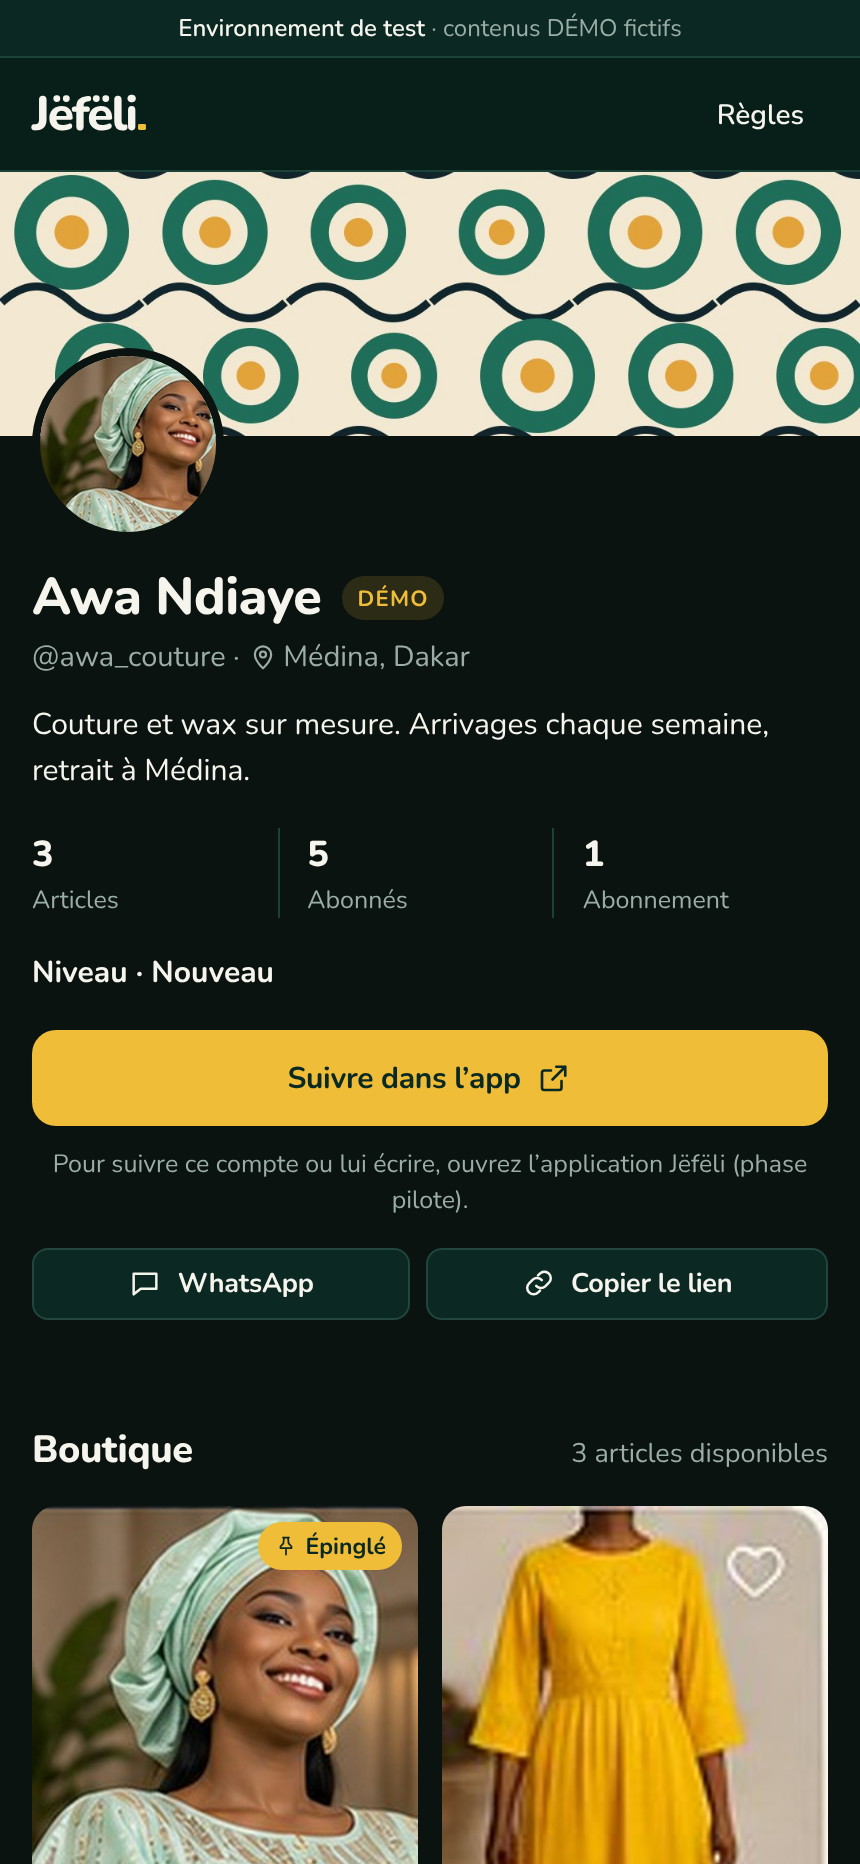 Environnement de test · contenus DÉMO fictifs
Jëfëli.
Règles
Awa Ndiaye DÉMO
@awa_couture · Médina, Dakar
Couture et wax sur mesure. Arrivages chaque semaine,
retrait à Médina.
3 5 1
Articles Abonnés Abonnement
Niveau · Nouveau
Suivre dans l’app
Pour suivre ce compte ou lui écrire, ouvrez l’application Jëfëli (phase
pilote).
WhatsApp Copier le lien
Boutique 3 articles disponibles
Épinglé